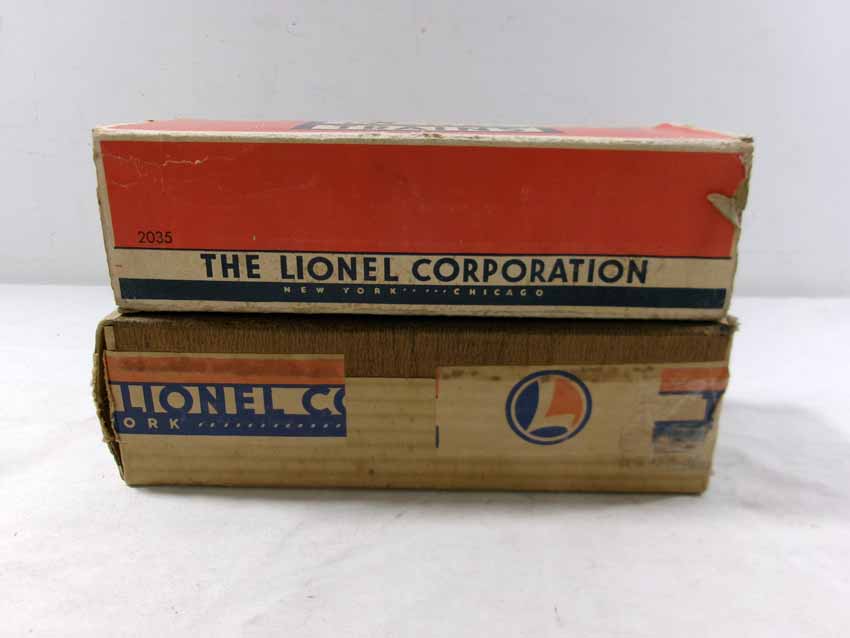 2035
THE LIONEL CORPORATION
NEW YORK ····· CHICAGO
LIONEL CO
ORK
L